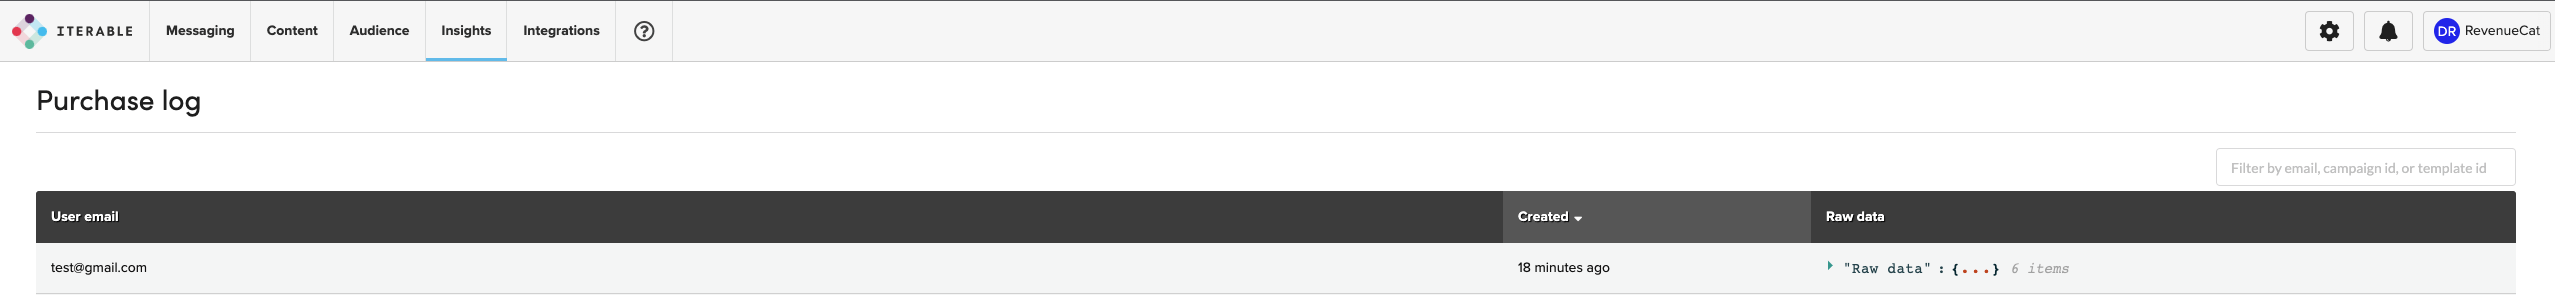 ITERABLE Messaging Content Audience Insights Integrations ? DR RevenueCat
Purchase log
Filter by email, campaign id, or template id
User email Created Raw data
test@gmail.com 18 minutes ago "Raw data" : {...} 6 items